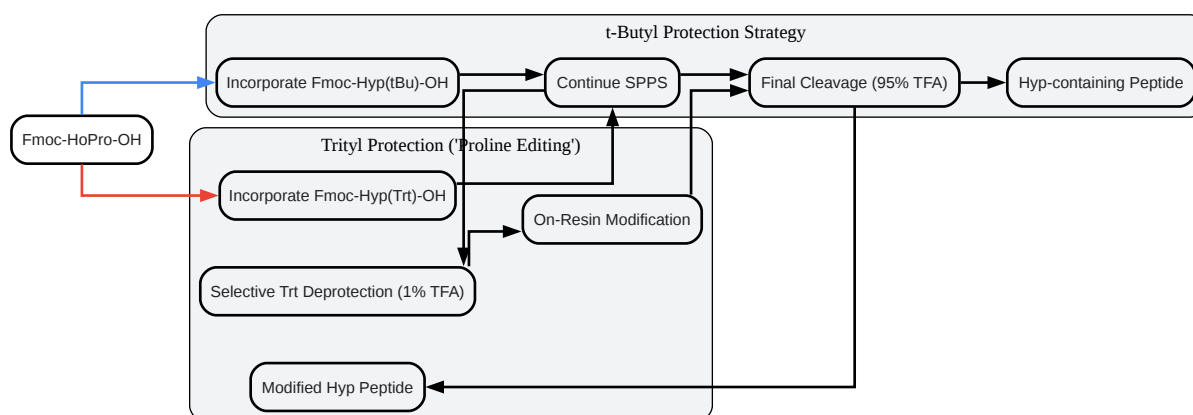 t-Butyl Protection Strategy
Incorporate Fmoc-Hyp(tBu)-OH
Continue SPPS
Final Cleavage (95% TFA)
Hyp-containing Peptide
Fmoc-HoPro-OH
Trityl Protection ('Proline Editing')
Incorporate Fmoc-Hyp(Trt)-OH
On-Resin Modification
Selective Trt Deprotection (1% TFA)
Modified Hyp Peptide